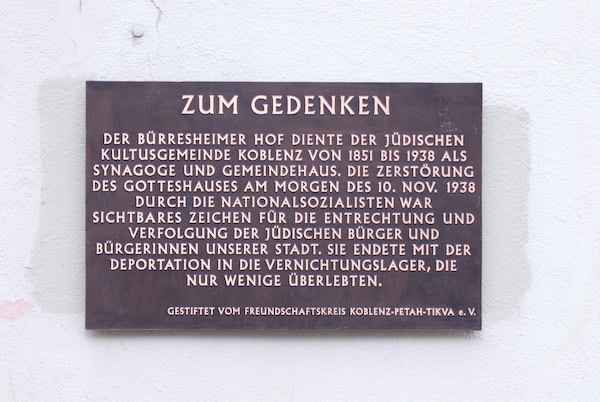 ZUM GEDENKEN
DER BÜRRESHEIMER HOF DIENTE DER JÜDISCHEN
KULTUSGEMEINDE KOBLENZ VON 1851 BIS 1938 ALS
SYNAGOGE UND GEMEINDEHAUS. DIE ZERSTÖRUNG
DES GOTTESHAUSES AM MORGEN DES 10. NOV. 1938
DURCH DIE NATIONALSOZIALISTEN WAR
SICHTBARES ZEICHEN FÜR DIE ENTRECHTUNG UND
VERFOLGUNG DER JÜDISCHEN BÜRGER UND
BÜRGERINNEN UNSERER STADT. SIE ENDETE MIT DER
DEPORTATION IN DIE VERNICHTUNGSLAGER, DIE
NUR WENIGE ÜBERLEBTEN.
GESTIFTET VOM FREUNDSCHAFTSKREIS KOBLENZ-PETAH-TIKVA e. V.